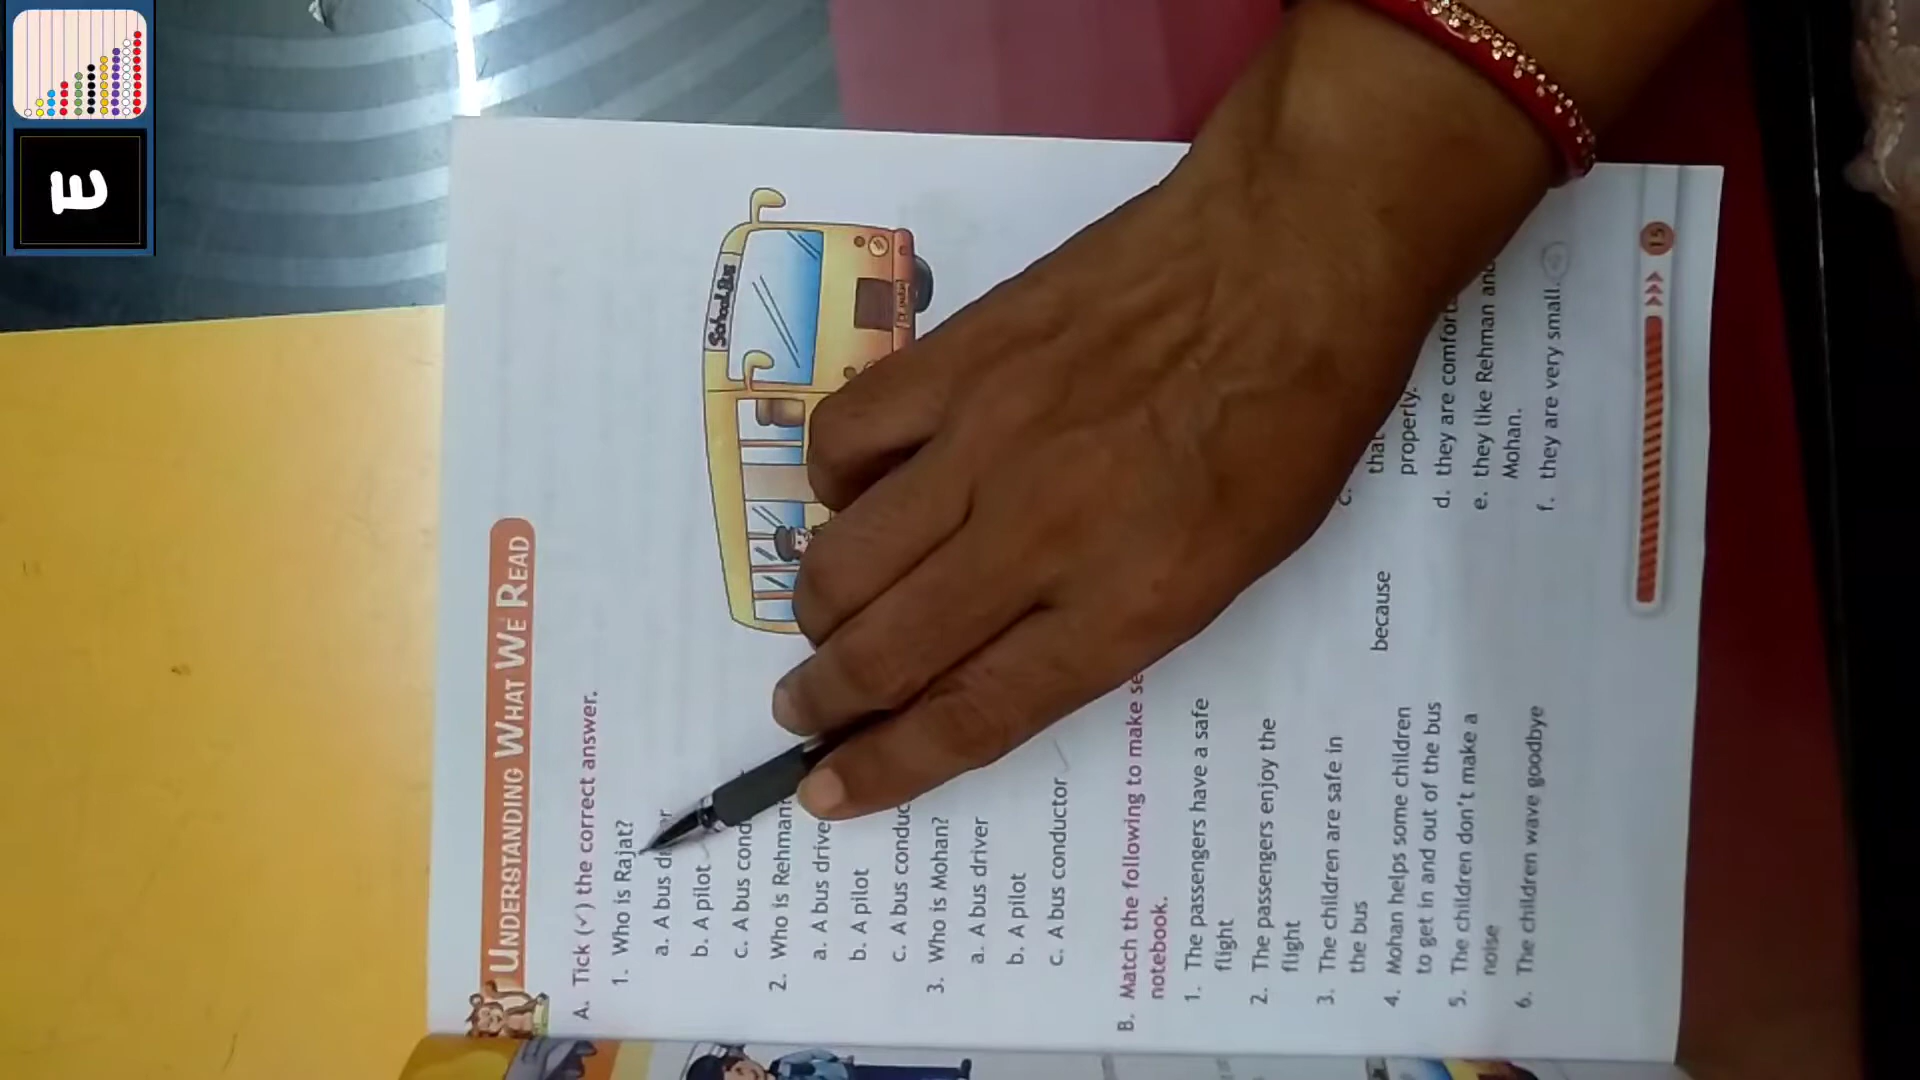 UNDERSTANDING WHAT WE READ
A. Tick (✓) the correct answer.
1. Who is Rajat?
a. A bus
b. A pilot
c. A bus
2. Who is Rehman
a. A bus
b. A pilot
c. A bus
3. Who is Mohan?
a. A bus driver
b. A pilot
c. A bus conductor
School Bus
B. Match the following to make
notebook.
1. The passengers have a safe
flight
2. The passengers enjoy the
flight
3. The children are safe in
the bus
4. Mohan helps some children
to get in and out of the bus
5. The children don't make a
noise
6. The children wave goodbye
because
c.
that
properly.
d. they are
e. they like Rehman and
Mohan.
f. they are very small.
15
E